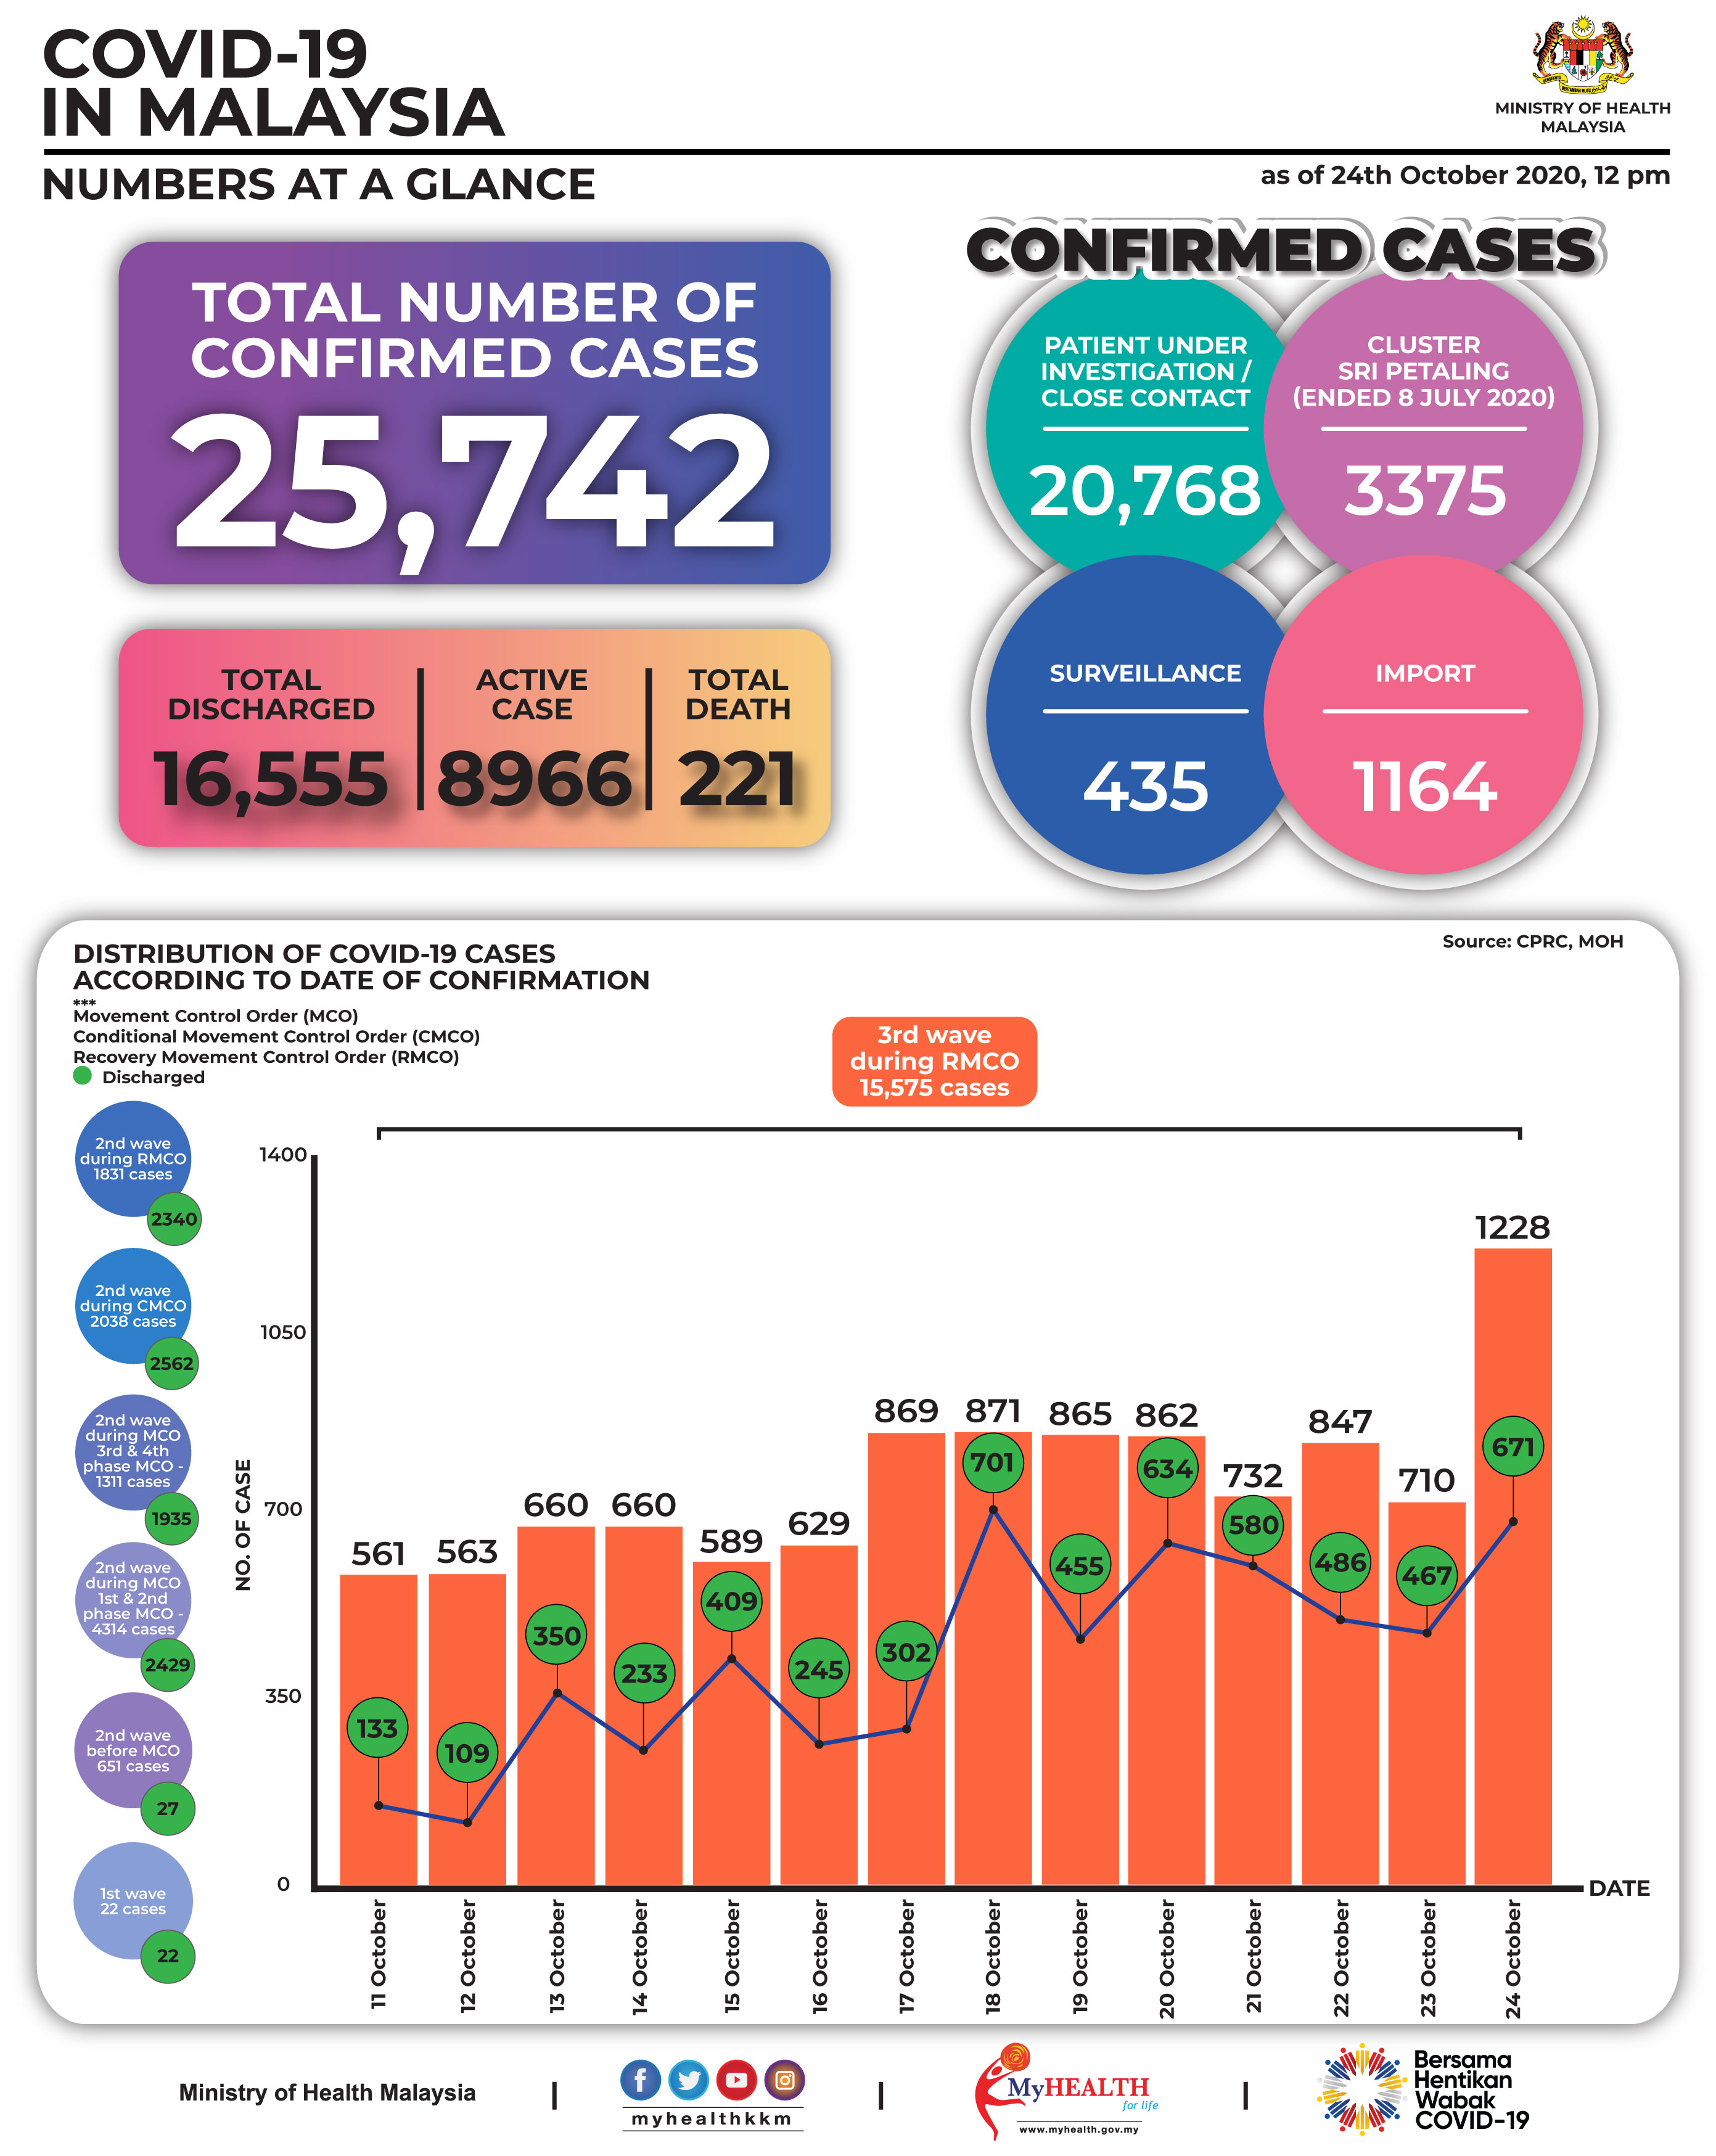 COVID-19
IN MALAYSIA
MINISTRY OF HEALTH
MALAYSIA
NUMBERS AT A GLANCE
as of 24th October 2020, 12 pm
TOTAL NUMBER OF
CONFIRMED CASES
25,742
TOTAL
DISCHARGED
16,555
ACTIVE
CASE
8966
TOTAL
DEATH
221
CONFIRMED CASES
PATIENT UNDER
INVESTIGATION /
CLOSE CONTACT
20,768
CLUSTER
SRI PETALING
(ENDED 8 JULY 2020)
3375
SURVEILLANCE
435
IMPORT
1164
DISTRIBUTION OF COVID-19 CASES
ACCORDING TO DATE OF CONFIRMATION
***
Movement Control Order (MCO)
Conditional Movement Control Order (CMCO)
Recovery Movement Control Order (RMCO)
Discharged
Source: CPRC, MOH
3rd wave
during RMCO
15,575 cases
2nd wave
during RMCO
1831 cases
2340
2nd wave
during CMCO
2038 cases
2562
2nd wave
during MCO
3rd & 4th
phase MCO -
1311 cases
1935
2nd wave
during MCO
1st & 2nd
phase MCO -
4314 cases
2429
2nd wave
before MCO
651 cases
27
1st wave
22 cases
22
NO. OF CASE
1400
1050
700
350
0
561
563
660
660
589
629
869
871
865
862
732
847
710
1228
133
109
350
233
409
245
302
701
455
634
580
486
467
671
DATE
11 October
12 October
13 October
14 October
15 October
16 October
17 October
18 October
19 October
20 October
21 October
22 October
23 October
24 October
Ministry of Health Malaysia
myhealthkkm
MyHEALTH
for life
www.myhealth.gov.my
Bersama
Hentikan
Wabak
COVID-19